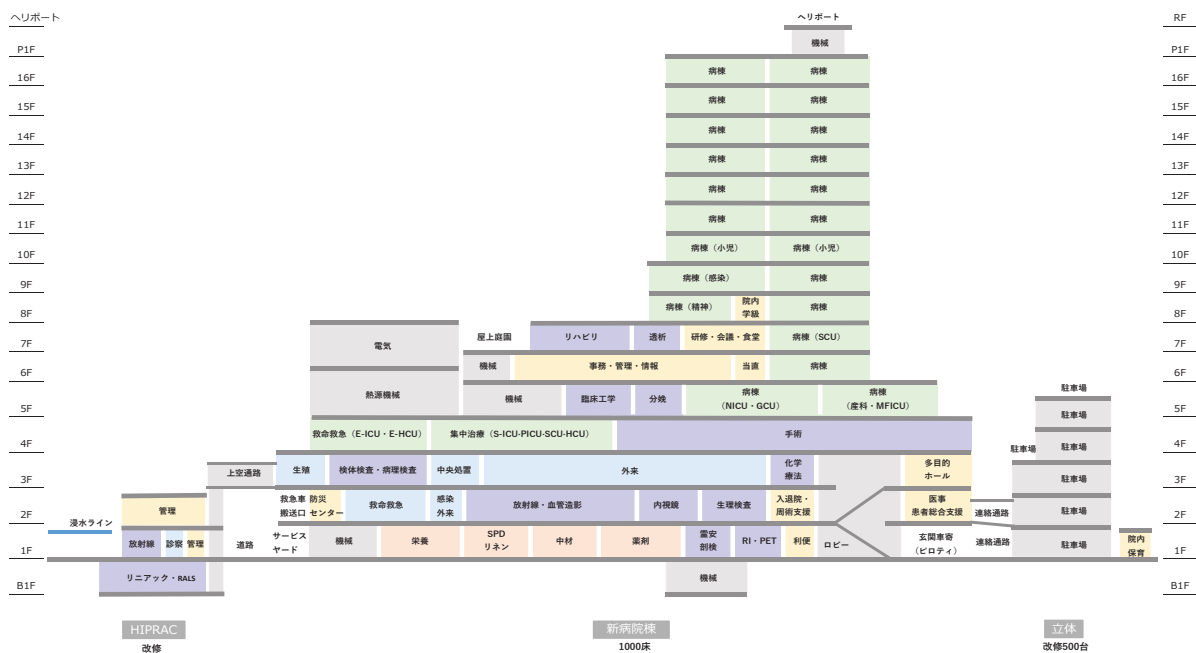 ヘリポート
ヘリポート
RF
P1F
機械
P1F
16F
病棟
病棟
16F
15F
病棟
病棟
15F
14F
病棟
病棟
14F
13F
病棟
病棟
13F
12F
病棟
病棟
12F
11F
病棟
病棟
11F
10F
病棟(小児)
病棟(小児)
10F
9F
病棟(感染)
病棟
9F
8F
病棟(精神)
院内
学級
病棟
8F
7F
電気
屋上庭園
リハビリ
透析
研修・会議・食堂
病棟(SCU)
7F
6F
機械
事務・管理・情報
当直
病棟
6F
5F
熱源機械
機械
臨床工学
分娩
病棟
(NICU・GCU)
病棟
(産科・MFICU)
駐車場
駐車場
5F
4F
救命救急(E-ICU・E-HCU)
集中治療(S-ICU・PICU・SCU・HCU)
手術
駐車場
駐車場
4F
3F
上空通路
生殖
検体検査・病理検査
中央処置
外来
化学
療法
多目的
ホール
駐車場
3F
2F
浸水ライン
管理
救急車
搬送口
防災
センター
救命救急
感染
外来
放射線・血管造影
内視鏡
生理検査
入退院・
周術支援
医事
患者総合支援
連絡通路
駐車場
2F
1F
放射線
診察
管理
道路
サービス
ヤード
機械
栄養
SPD
リネン
中材
薬剤
霊安
剖検
RI・PET
利便
ロビー
玄関車寄
(ピロティ)
連絡通路
駐車場
院内
保育
1F
B1F
リニアック・RALS
機械
B1F
HIPRAC
改修
新病院棟
1000床
立体
改修500台